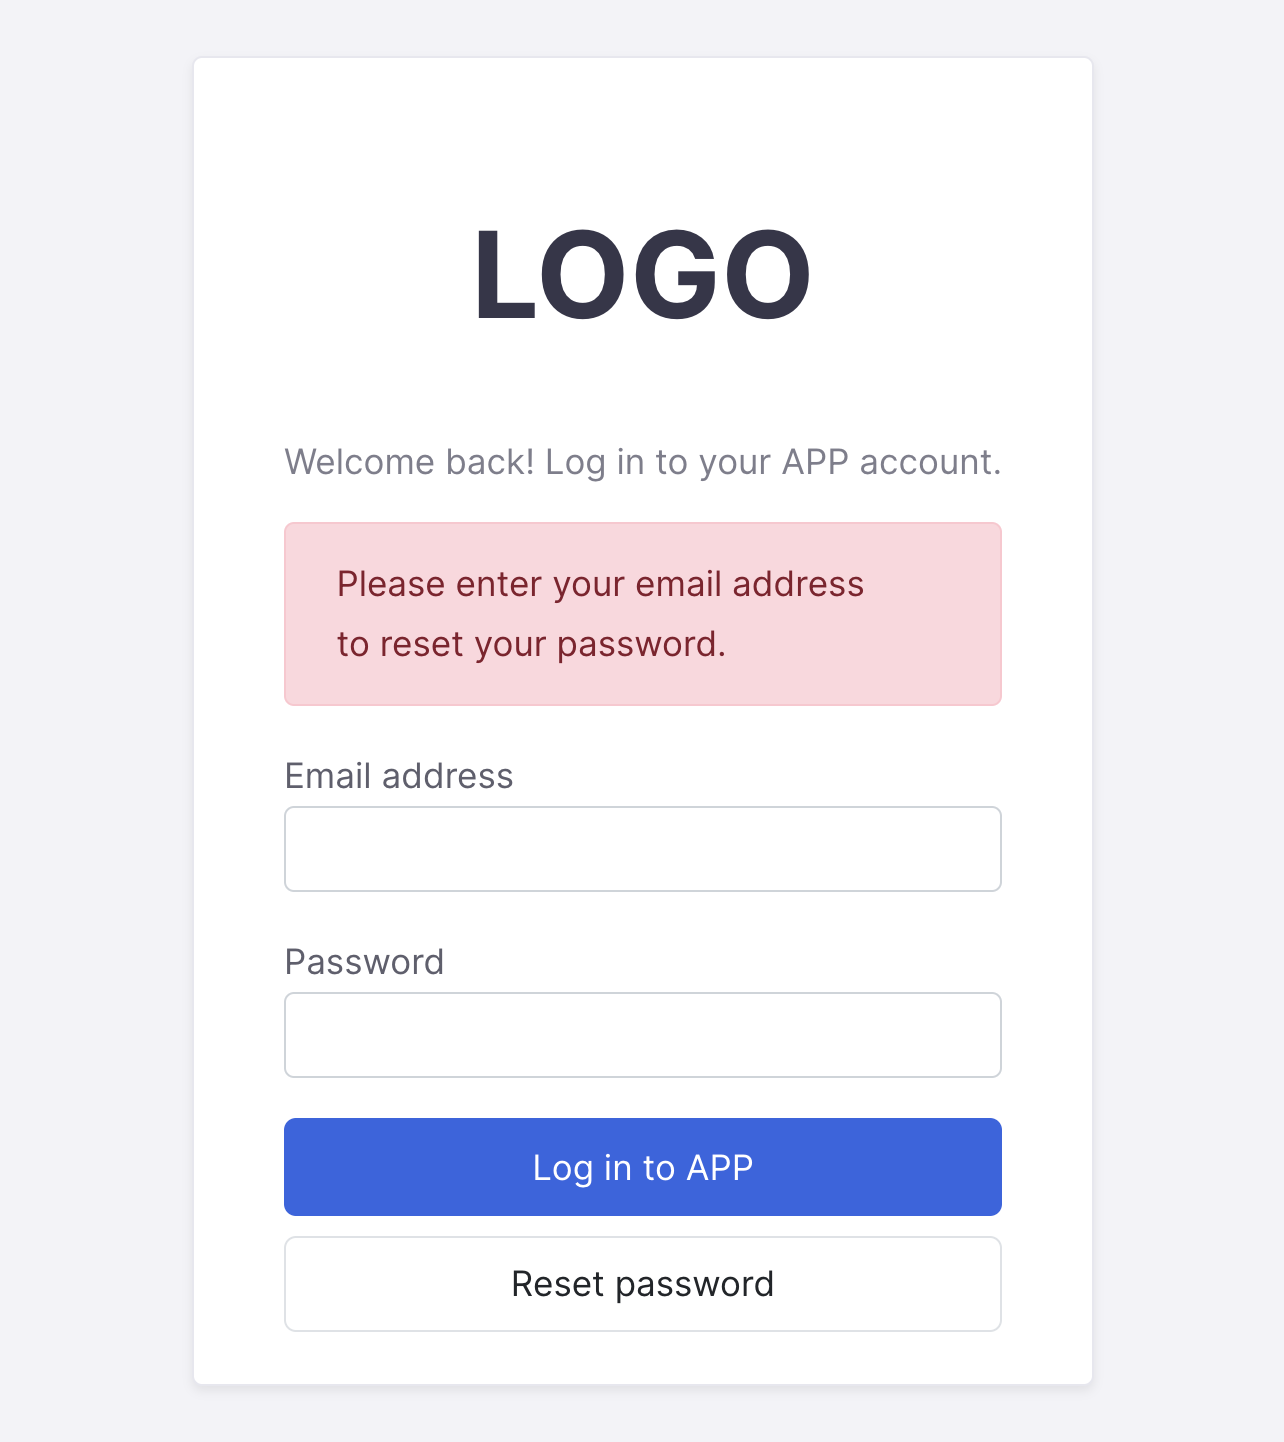 LOGO
Welcome back! Log in to your APP account.
Please enter your email address
to reset your password.
Email address
Password
Log in to APP
Reset password